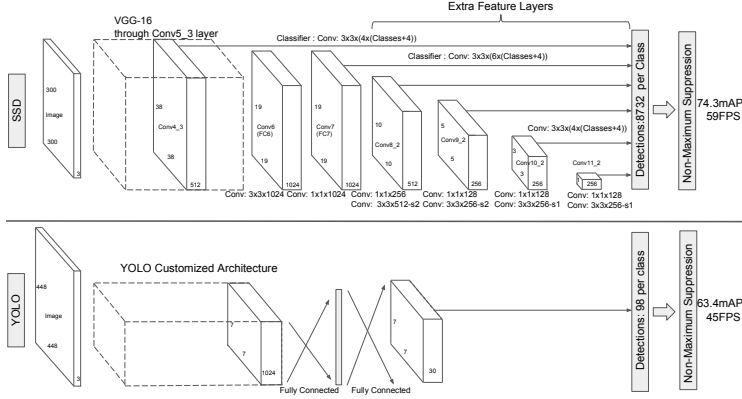 Extra Feature Layers
VGG-16
through Conv5_3 layer
Classifier : Conv: 3x3x(4x(Classes+4))
Classifier : Conv: 3x3x(6x(Classes+4))
SSD
300
Image
300
3
38
Conv4_3
38
512
19
Conv6
(FC6)
19
1024
19
Conv7
(FC7)
19
1024
10
Conv8_2
10
512
5
Conv9_2
5
256
Conv: 3x3x(4x(Classes+4))
3
Conv10_2
3
256
Conv11_2
256
Detections:8732 per Class
Non-Maximum Suppression
74.3mAP
59FPS
Conv: 3x3x1024
Conv: 1x1x1024
Conv: 1x1x256
Conv: 3x3x512-s2
Conv: 1x1x128
Conv: 3x3x256-s2
Conv: 1x1x128
Conv: 3x3x256-s1
Conv: 1x1x128
Conv: 3x3x256-s1
YOLO
448
Image
448
3
YOLO Customized Architecture
7
7
1024
Fully Connected
Fully Connected
7
7
30
Detections: 98 per class
Non-Maximum Suppression
63.4mAP
45FPS